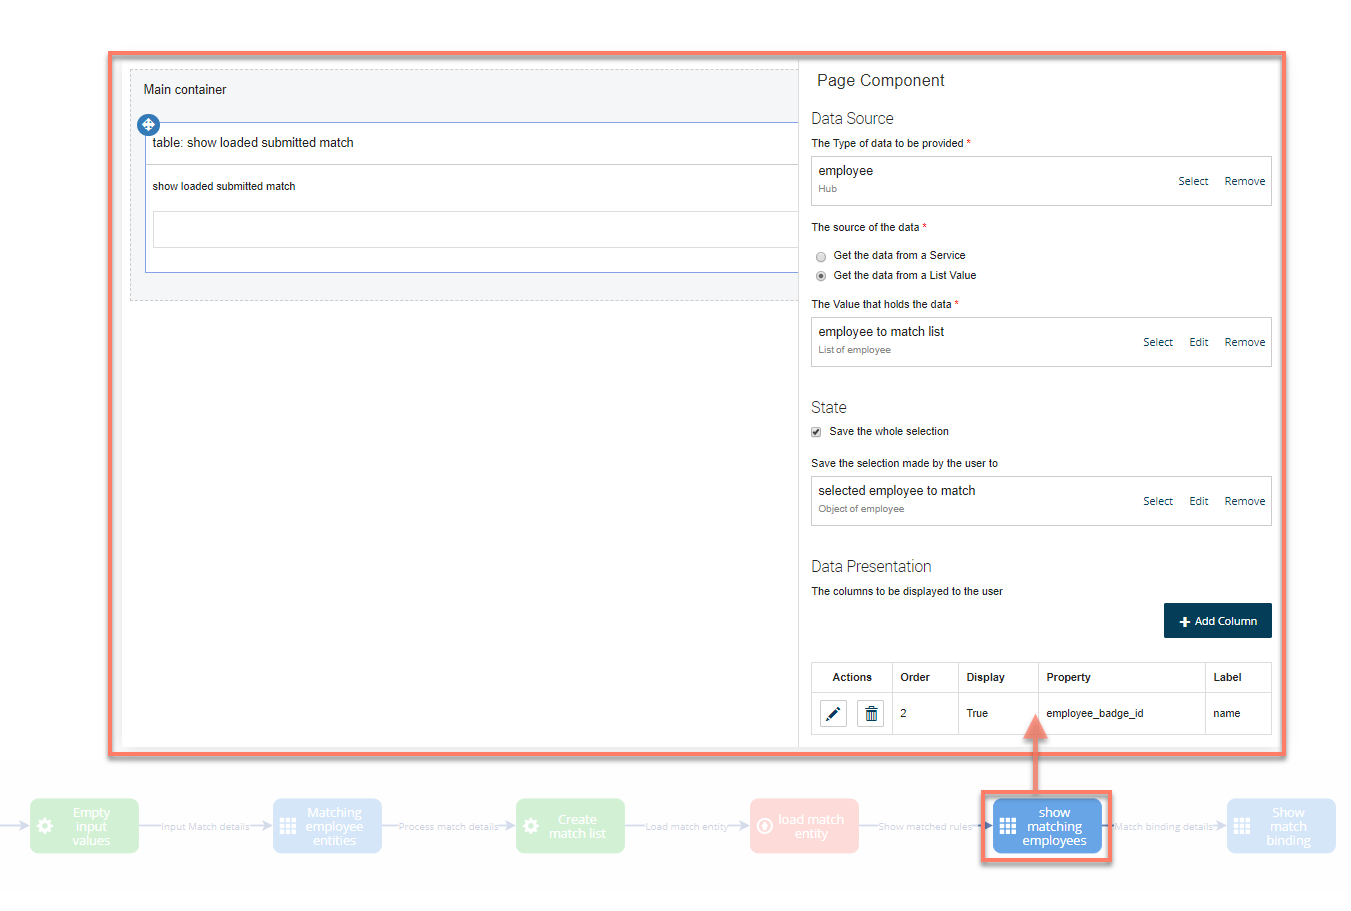 Main container
table: show loaded submitted match
show loaded submitted match
Page Component
Data Source
The Type of data to be provided *
employee
Hub
Select Remove
The source of the data *
Get the data from a Service
Get the data from a List Value
The Value that holds the data *
employee to match list
List of employee
Select Edit Remove
State
Save the whole selection
Save the selection made by the user to
selected employee to match
Object of employee
Select Edit Remove
Data Presentation
The columns to be displayed to the user
+ Add Column
Actions Order Display Property Label
2 True employee_badge_id name
Empty
input
values
Input Match details
Matching
employee
entities
Process match details
Create
match list
Load match entity
load match
entity
Show matched rules
show
matching
employees
Match binding details
Show
match
binding